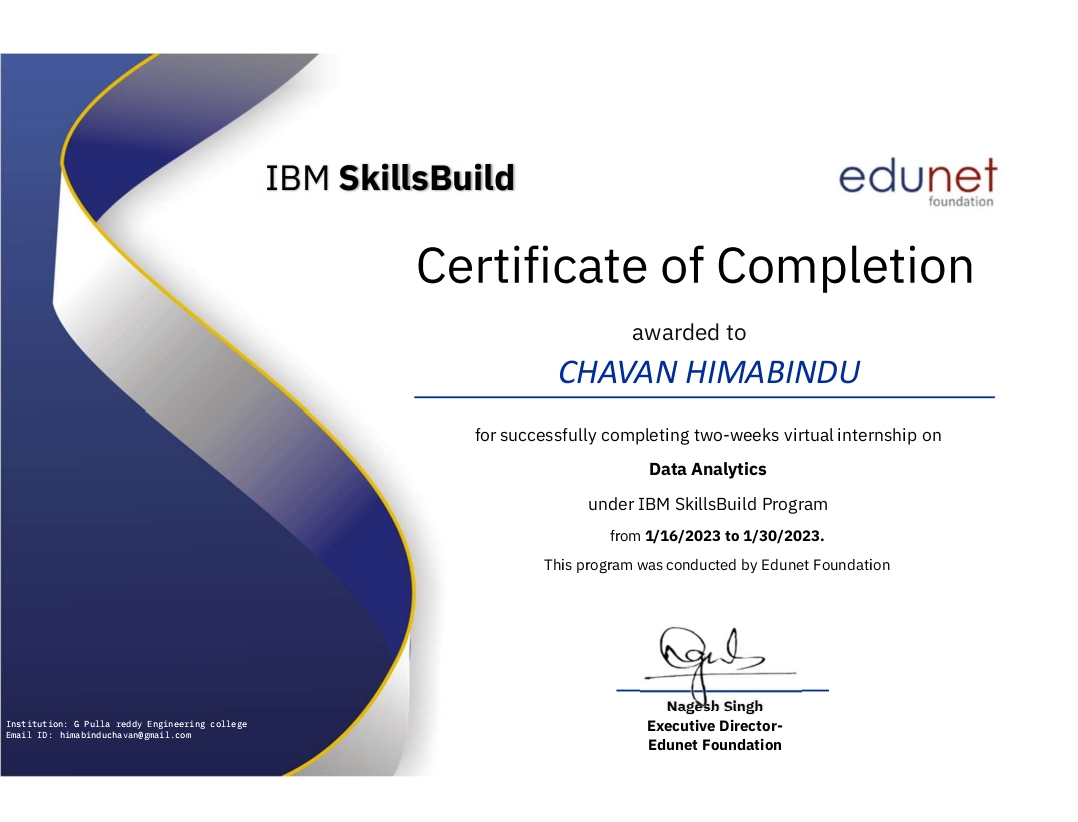 IBM SkillsBuild
edunet
foundation
Certificate of Completion
awarded to
CHAVAN HIMABINDU
for successfully completing two-weeks virtual internship on
Data Analytics
under IBM SkillsBuild Program
from 1/16/2023 to 1/30/2023.
This program was conducted by Edunet Foundation
Nagesh Singh
Executive Director-
Edunet Foundation
Institution: G Pulla reddy Engineering college
Email ID: himabinduchavan@gmail.com